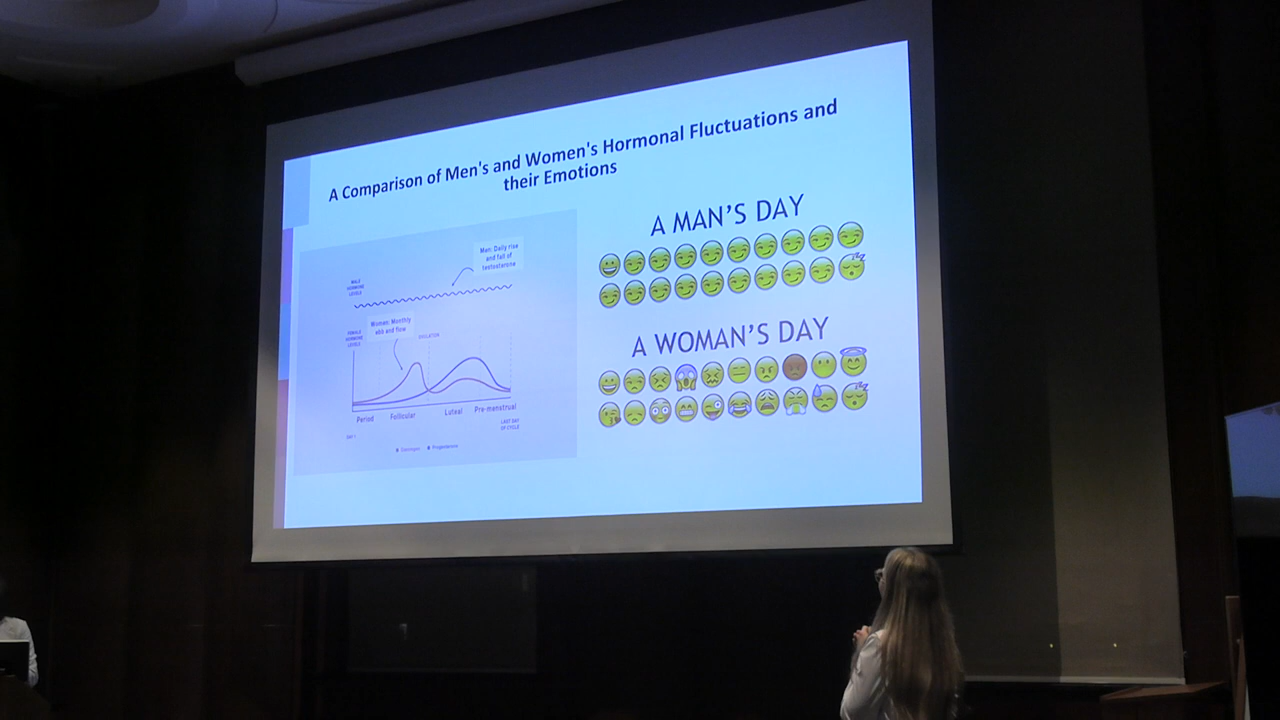 A Comparison of Men's and Women's Hormonal Fluctuations and
their Emotions
Men: Daily rise
and fall of
testosterone
MALE
HORMONE
LEVELS
Women: Monthly
ebb and flow
FEMALE
HORMONE
LEVELS
OVULATION
Period
Follicular
Luteal
Pre-menstrual
DAY 1
LAST DAY
OF CYCLE
Progesterone
A MAN'S DAY
A WOMAN'S DAY